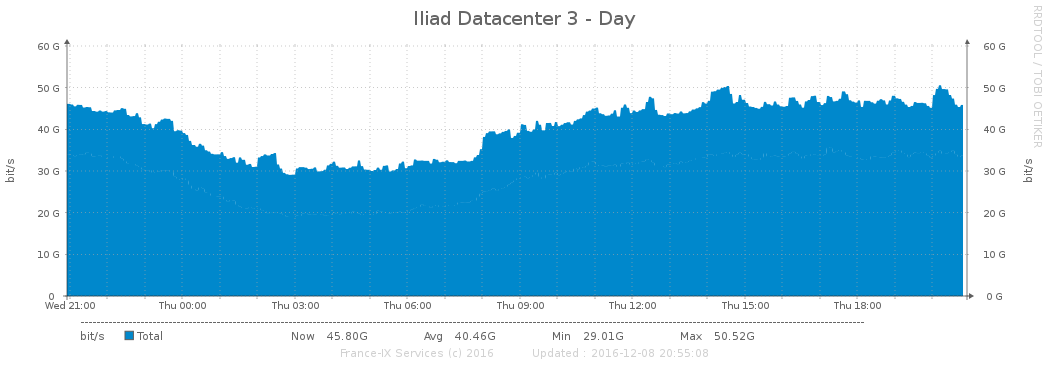 Iliad Datacenter 3 - Day
RRDTOOL / TOBI OETIKER
bit/s
60 G
50 G
40 G
30 G
20 G
10 G
0
60 G
50 G
40 G
30 G
20 G
10 G
0 G
bit/s
Wed 21:00 Thu 00:00 Thu 03:00 Thu 06:00 Thu 09:00 Thu 12:00 Thu 15:00 Thu 18:00
bit/s Total Now 45.80G Avg 40.46G Min 29.01G Max 50.52G
France-IX Services (c) 2016 Updated : 2016-12-08 20:55:08